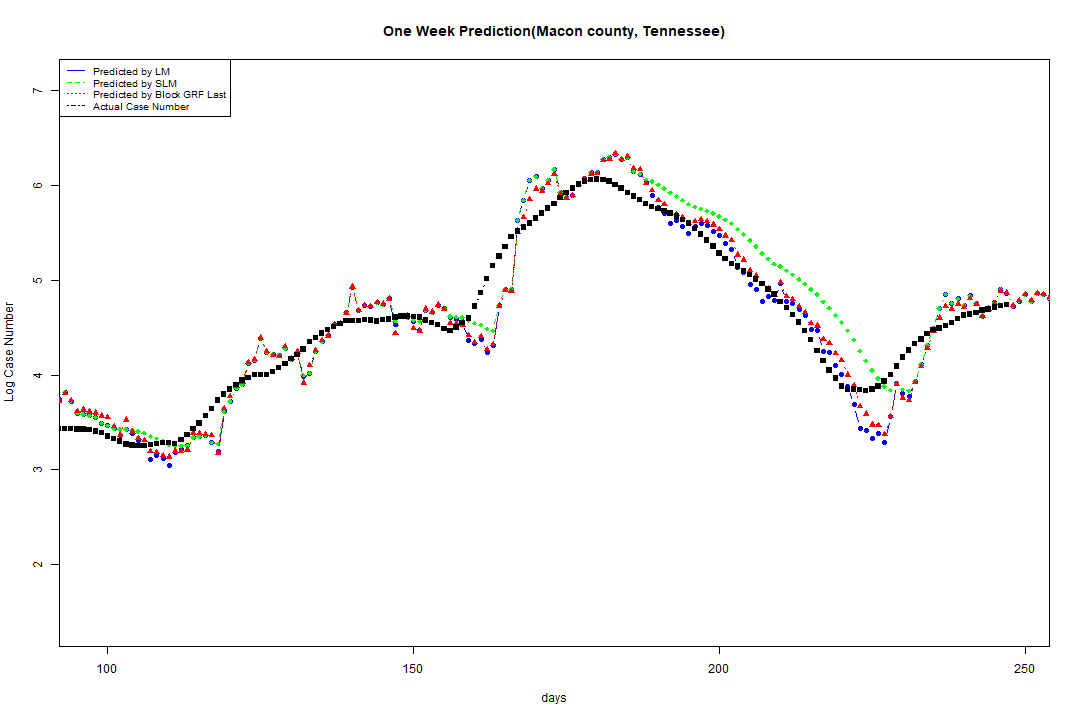 One Week Prediction(Macon county, Tennessee)
Predicted by LM
Predicted by SLM
Predicted by Block GRF Last
Actual Case Number
7
6
5
4
3
2
Log Case Number
100 150 200 250
days